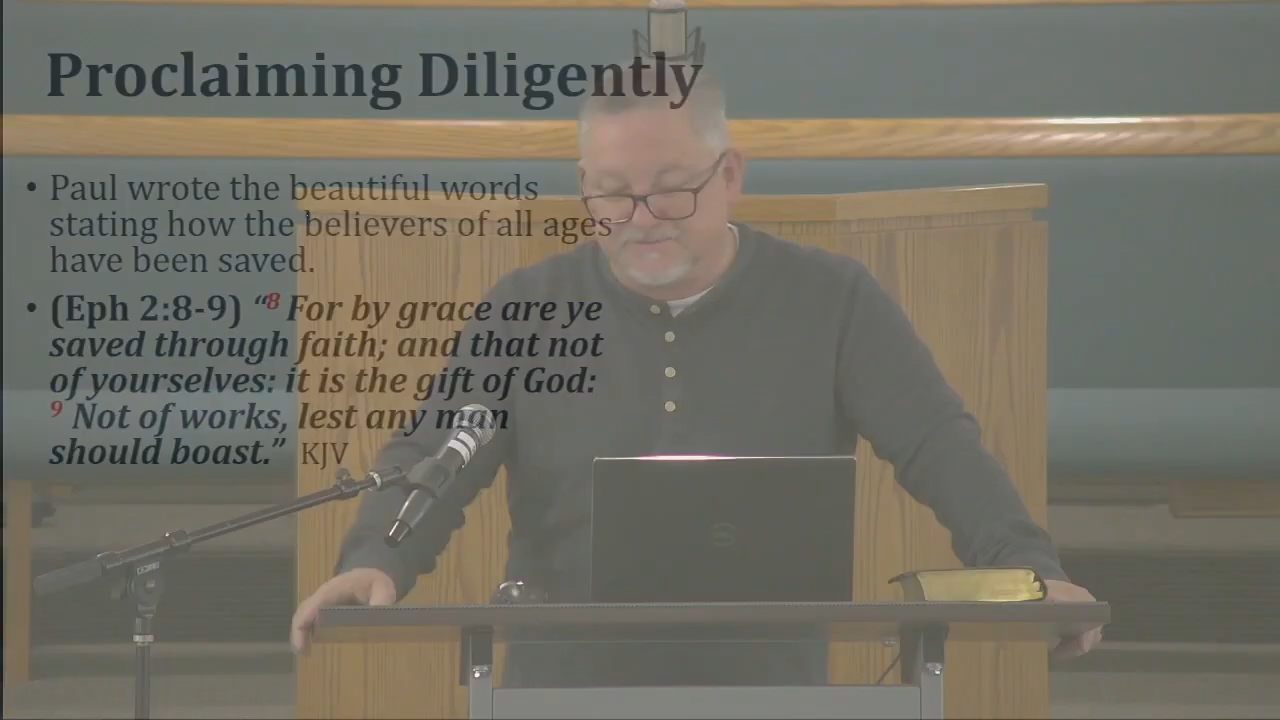 Proclaiming Diligently
• Paul wrote the beautiful words
stating how the believers of all ages
have been saved.
• (Eph 2:8-9) “8 For by grace are ye
saved through faith; and that not
of yourselves: it is the gift of God:
9 Not of works, lest any man
should boast.” KJV